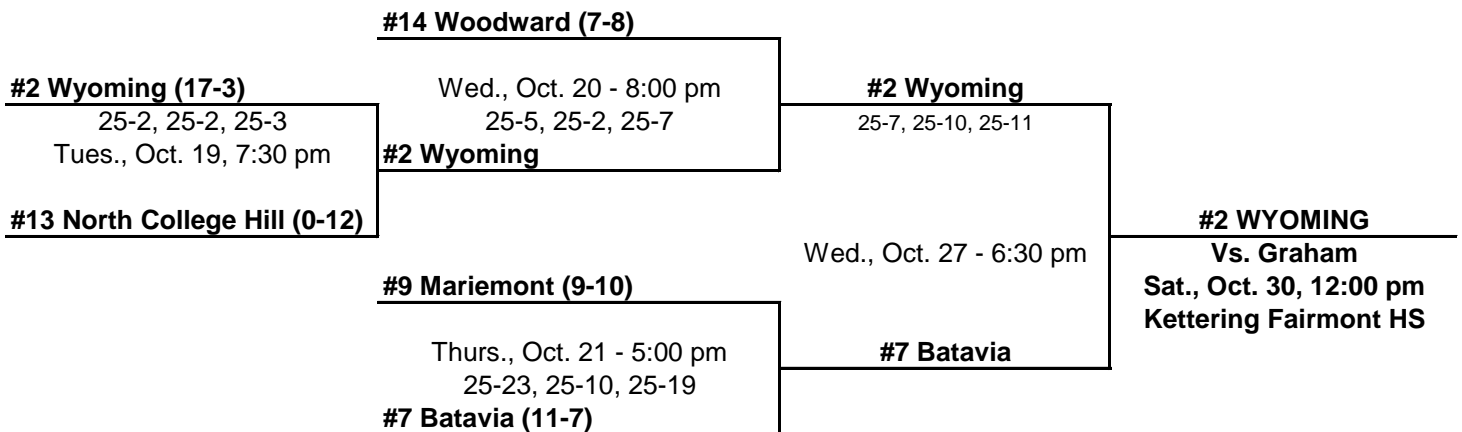 #14 Woodward (7-8)
#2 Wyoming (17-3)
Wed., Oct. 20 - 8:00 pm
#2 Wyoming
25-2, 25-2, 25-3
25-5, 25-2, 25-7
25-7, 25-10, 25-11
Tues., Oct. 19, 7:30 pm
#2 Wyoming
#13 North College Hill (0-12)
#2 WYOMING
Wed., Oct. 27 - 6:30 pm
Vs. Graham
#9 Mariemont (9-10)
Sat., Oct. 30, 12:00 pm
Kettering Fairmont HS
Thurs., Oct. 21 - 5:00 pm
#7 Batavia
25-23, 25-10, 25-19
#7 Batavia (11-7)